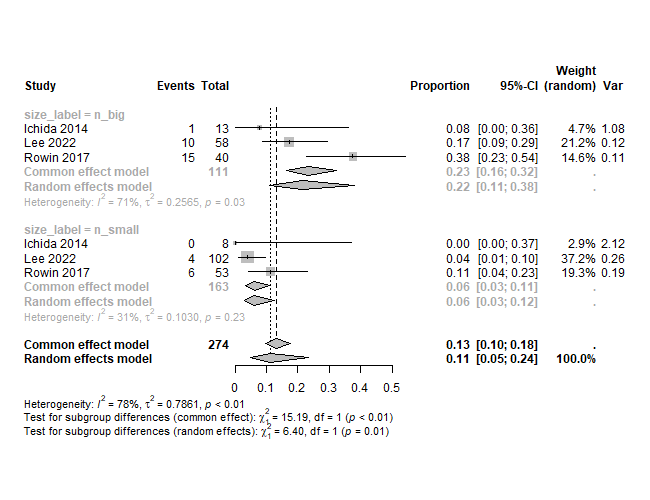 Weight
Study Events Total Proportion 95%-CI (random) Var
size_label = n_big
Ichida 2014 1 13 0.08 [0.00; 0.36] 4.7% 1.08
Lee 2022 10 58 0.17 [0.09; 0.29] 21.2% 0.12
Rowin 2017 15 40 0.38 [0.23; 0.54] 14.6% 0.11
Common effect model 111 0.23 [0.16; 0.32] .
Random effects model 0.22 [0.11; 0.38] .
Heterogeneity: I² = 71%, τ² = 0.2565, p = 0.03
size_label = n_small
Ichida 2014 0 8 0.00 [0.00; 0.37] 2.9% 2.12
Lee 2022 4 102 0.04 [0.01; 0.10] 37.2% 0.26
Rowin 2017 6 53 0.11 [0.04; 0.23] 19.3% 0.19
Common effect model 163 0.06 [0.03; 0.11] .
Random effects model 0.06 [0.03; 0.12] .
Heterogeneity: I² = 31%, τ² = 0.1030, p = 0.23
Common effect model 274 0.13 [0.10; 0.18] .
Random effects model 0.11 [0.05; 0.24] 100.0%
0 0.1 0.2 0.3 0.4 0.5
Heterogeneity: I² = 78%, τ² = 0.7861, p < 0.01
Test for subgroup differences (common effect): χ₁² = 15.19, df = 1 (p < 0.01)
Test for subgroup differences (random effects): χ₁² = 6.40, df = 1 (p = 0.01)